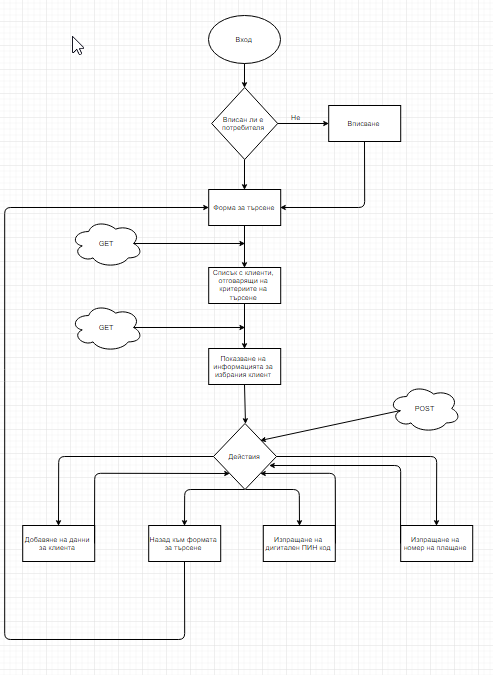 Вход
Вписан ли е
потребителя
Не
Вписване
Форма за търсене
GET
Списък с клиенти,
отговарящи на
критериите на
търсене
GET
Показване на
информацията за
избрания клиент
POST
Действия
Добавяне на данни
за клиента
Назад към формата
за търсене
Изпращане на
дигитален ПИН код
Изпращане на
номер на плащане